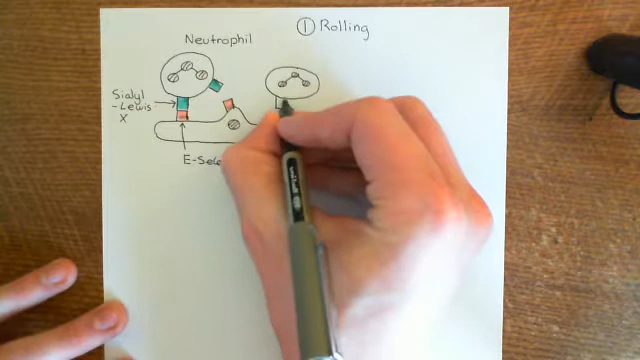 ① Rolling
Neutrophil
Sialyl
-Lewis
X